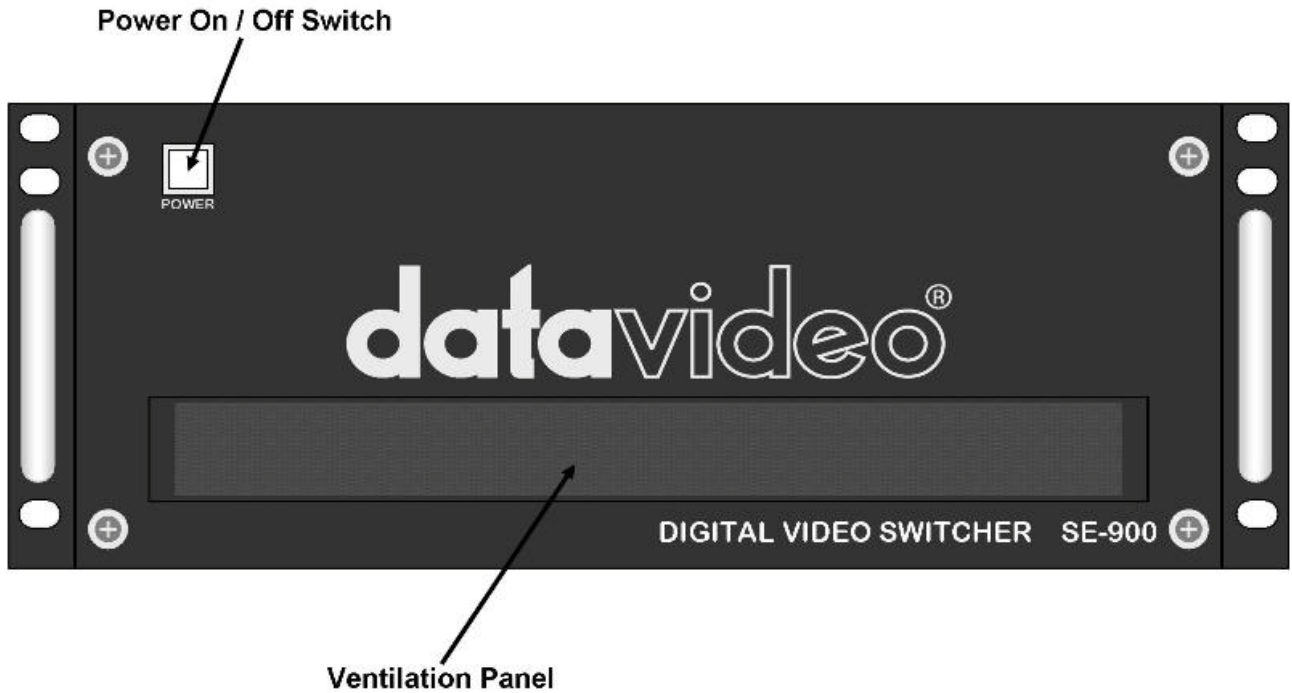 Power On / Off Switch
POWER
datavideo®
DIGITAL VIDEO SWITCHER SE-900
Ventilation Panel